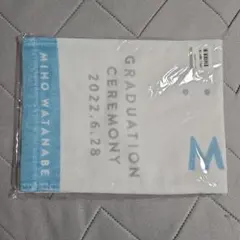 MIHO WATANABE
GRADUATION
CEREMONY
2022.6.28
M